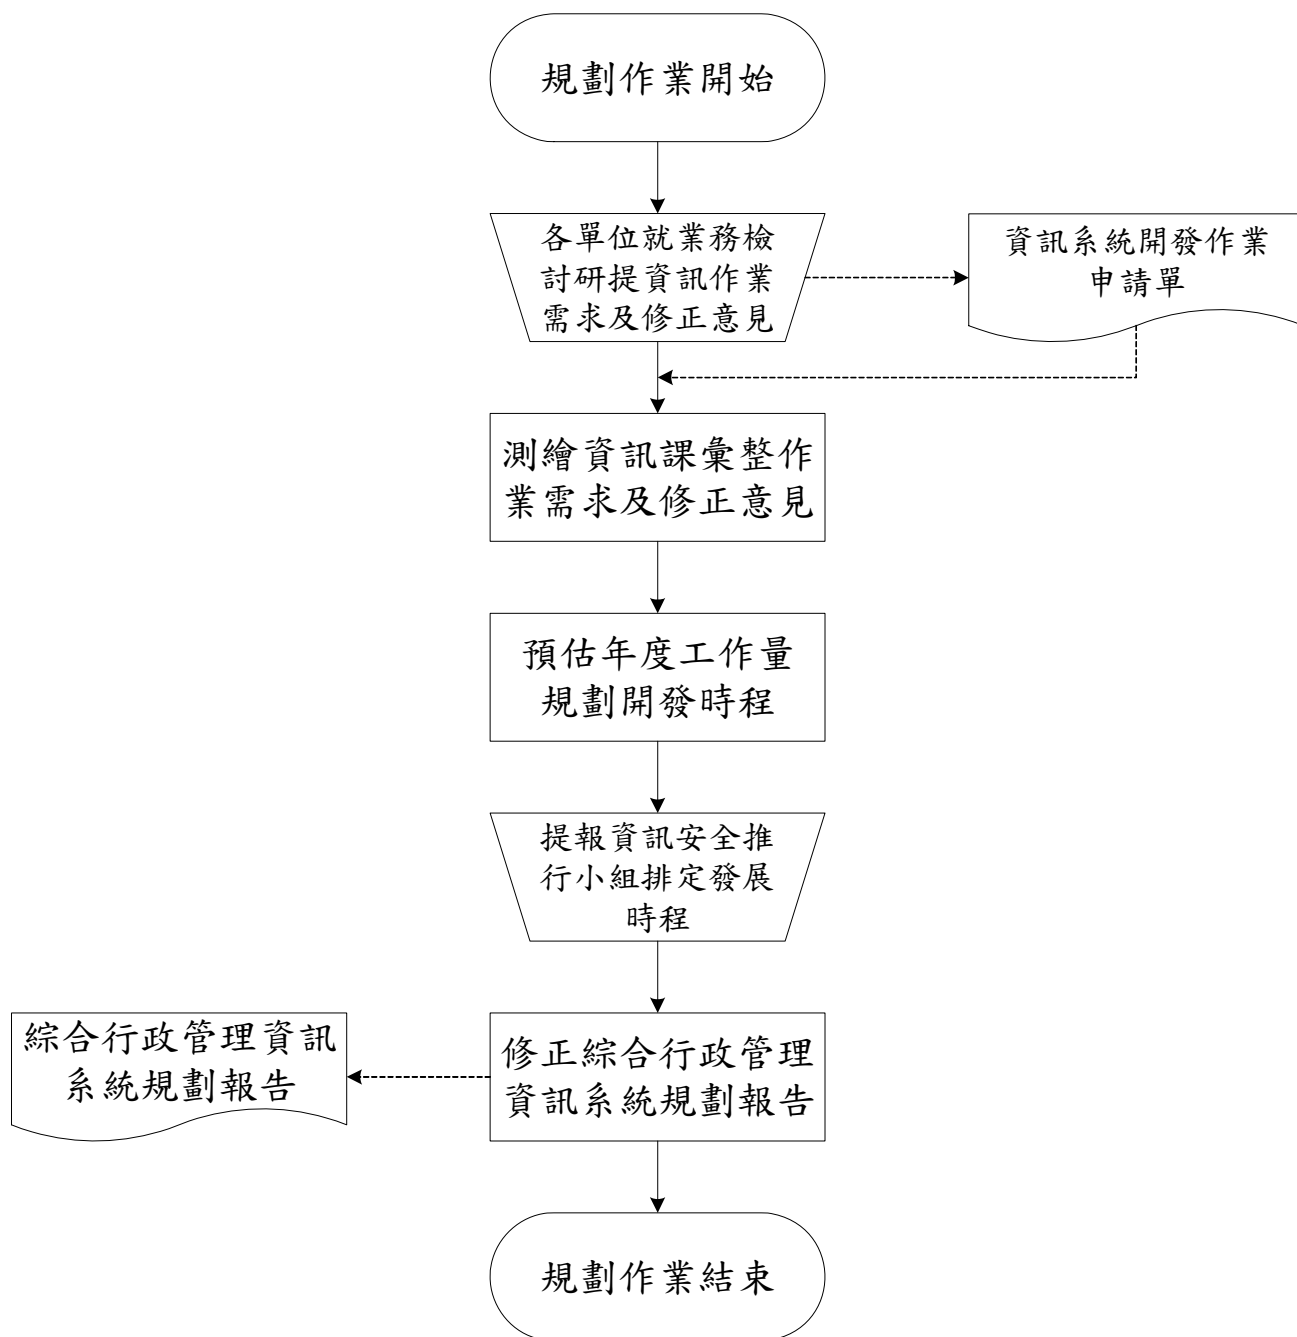 規劃作業開始
各單位就業務檢
討研提資訊作業
需求及修正意見
資訊系統開發作業
申請單
測繪資訊課彙整作
業需求及修正意見
預估年度工作量
規劃開發時程
提報資訊安全推
行小組排定發展
時程
綜合行政管理資訊
系統規劃報告
修正綜合行政管理
資訊系統規劃報告
規劃作業結束